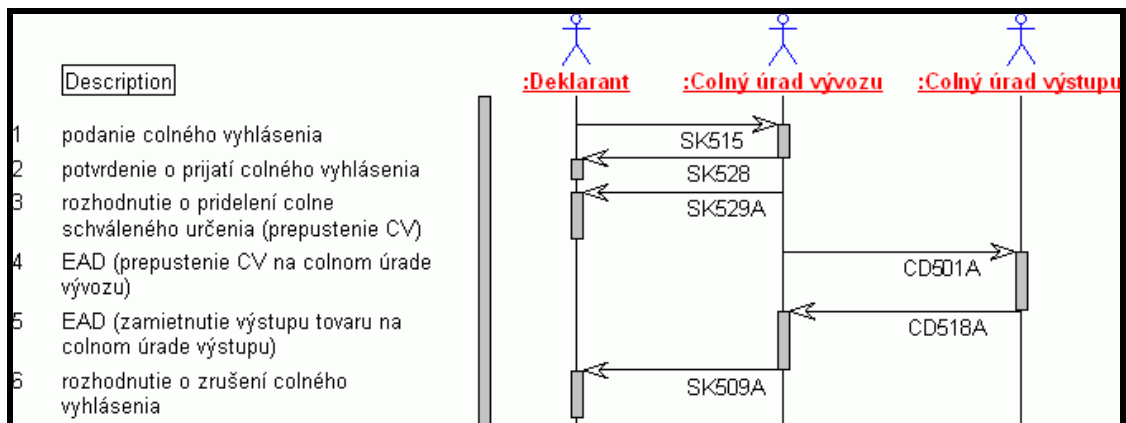 Description
:Deklarant
:Colný úrad vývozu
:Colný úrad výstupu
1 podanie colného vyhlásenia
SK515
2 potvrdenie o prijatí colného vyhlásenia
SK528
3 rozhodnutie o pridelení colne
schváleného určenia (prepustenie CV)
SK529A
4 EAD (prepustenie CV na colnom úrade
vývozu)
CD501A
5 EAD (zamietnutie výstupu tovaru na
colnom úrade výstupu)
CD518A
6 rozhodnutie o zrušení colného
vyhlásenia
SK509A